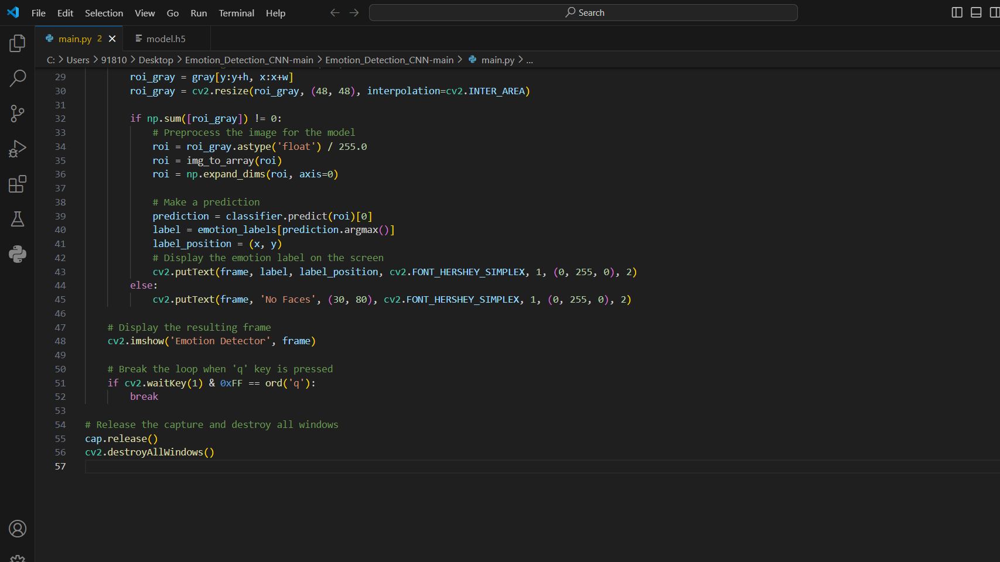 File Edit Selection View Go Run Terminal Help
Search
main.py 2
model.h5
C: > Users > 91810 > Desktop > Emotion_Detection_CNN-main > Emotion_Detection_CNN-main > main.py > ...
29 roi_gray = gray[y:y+h, x:x+w]
30 roi_gray = cv2.resize(roi_gray, (48, 48), interpolation=cv2.INTER_AREA)
31
32 if np.sum([roi_gray]) != 0:
33 # Preprocess the image for the model
34 roi = roi_gray.astype('float') / 255.0
35 roi = img_to_array(roi)
36 roi = np.expand_dims(roi, axis=0)
37
38 # Make a prediction
39 prediction = classifier.predict(roi)[0]
40 label = emotion_labels[prediction.argmax()]
41 label_position = (x, y)
42 # Display the emotion label on the screen
43 cv2.putText(frame, label, label_position, cv2.FONT_HERSHEY_SIMPLEX, 1, (0, 255, 0), 2)
44 else:
45 cv2.putText(frame, 'No Faces', (30, 80), cv2.FONT_HERSHEY_SIMPLEX, 1, (0, 255, 0), 2)
46
47 # Display the resulting frame
48 cv2.imshow('Emotion Detector', frame)
49
50 # Break the loop when 'q' key is pressed
51 if cv2.waitKey(1) & 0xFF == ord('q'):
52 break
53
54 # Release the capture and destroy all windows
55 cap.release()
56 cv2.destroyAllWindows()
57